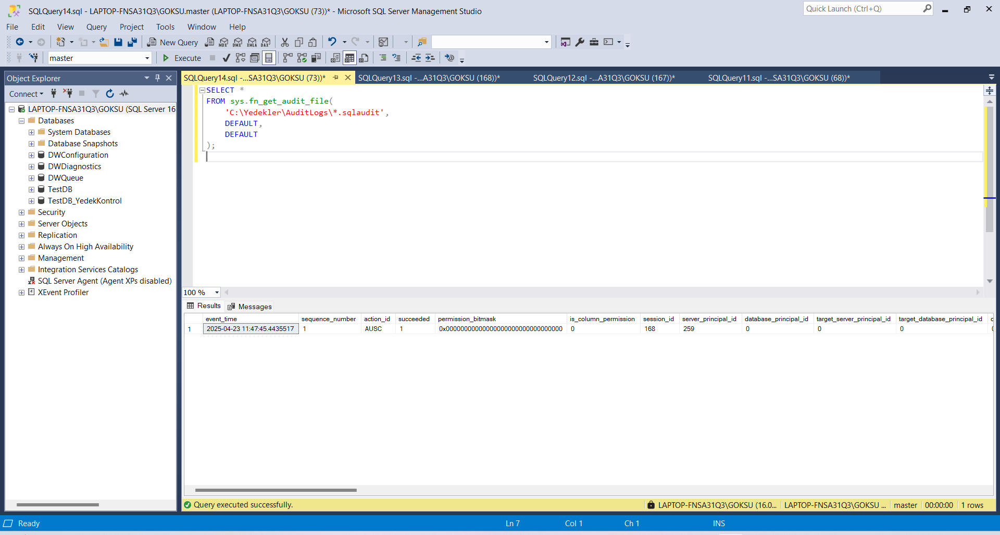 SQLQuery14.sql - LAPTOP-FNSA31Q3\GOKSU.master (LAPTOP-FNSA31Q3\GOKSU (73))* - Microsoft SQL Server Management Studio
Quick Launch (Ctrl+Q)
File Edit View Query Project Tools Window Help
New Query MDX DMX XMLA DAX
master Execute
Object Explorer
Connect
LAPTOP-FNSA31Q3\GOKSU (SQL Server 16
Databases
System Databases
Database Snapshots
DWConfiguration
DWDiagnostics
DWQueue
TestDB
TestDB_YedekKontrol
Security
Server Objects
Replication
Always On High Availability
Management
Integration Services Catalogs
SQL Server Agent (Agent XPs disabled)
XEvent Profiler
SQLQuery14.sql -...SA31Q3\GOKSU (73))* SQLQuery13.sql -...A31Q3\GOKSU (168))* SQLQuery12.sql -...A31Q3\GOKSU (167))* SQLQuery11.sql -...SA31Q3\GOKSU (68))*
SELECT *
FROM sys.fn_get_audit_file(
'C:\Yedekler\AuditLogs\*.sqlaudit',
DEFAULT,
DEFAULT
);
100 %
Results Messages
event_time sequence_number action_id succeeded permission_bitmask is_column_permission session_id server_principal_id database_principal_id target_server_principal_id target_database_principal_id
1 2025-04-23 11:47:45.4435517 1 AUSC 1 0x00000000000000000000000000000000 0 168 259 0 0 0
Query executed successfully. LAPTOP-FNSA31Q3\GOKSU (16.0... LAPTOP-FNSA31Q3\GOKSU ... master 00:00:00 1 rows
Ready Ln 7 Col 1 Ch 1 INS